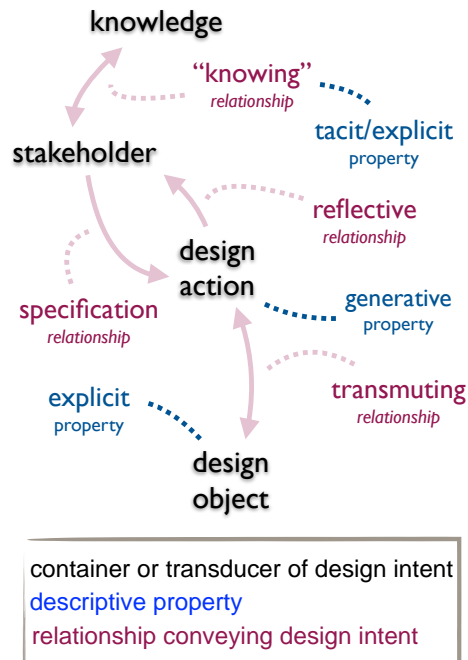 knowledge
“knowing”
relationship
tacit/explicit
property
stakeholder
reflective
relationship
design
action
generative
property
specification
relationship
transmuting
relationship
explicit
property
design
object
container or transducer of design intent
descriptive property
relationship conveying design intent